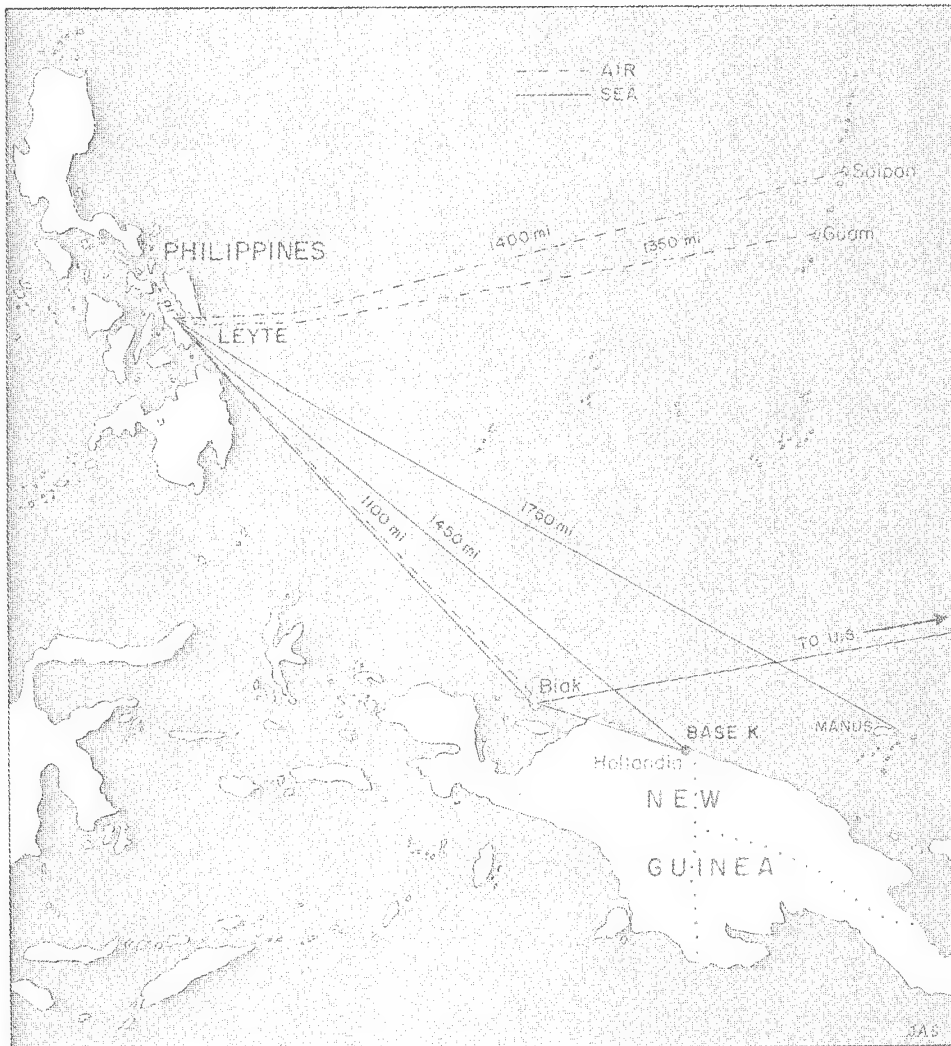 AIR
SEA
Saipan
1400 mi
Guam
1350 mi
PHILIPPINES
LEYTE
1100 mi
1450 mi
1750 mi
TO U.S.
Biak
BASE K
MANUS
Hollandia
NEW
GUINEA
JAS